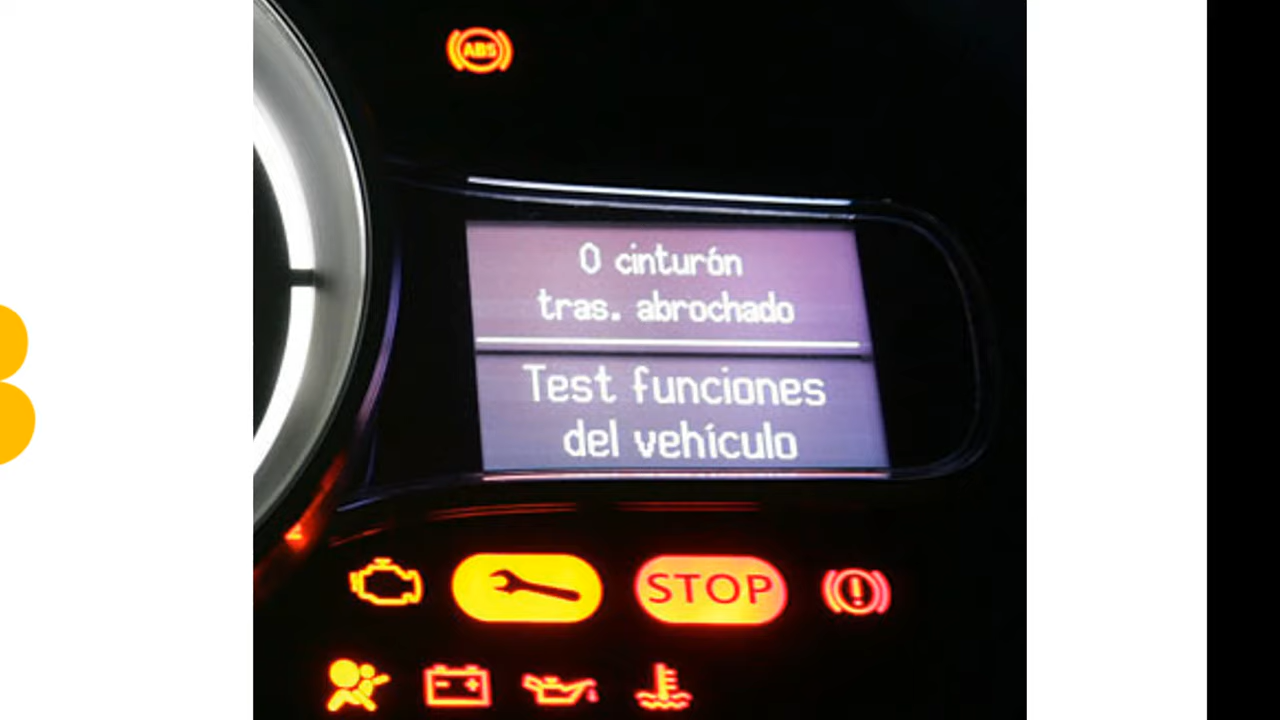 ABS
0 cinturón
tras. abrochado
Test funciones
del vehículo
STOP